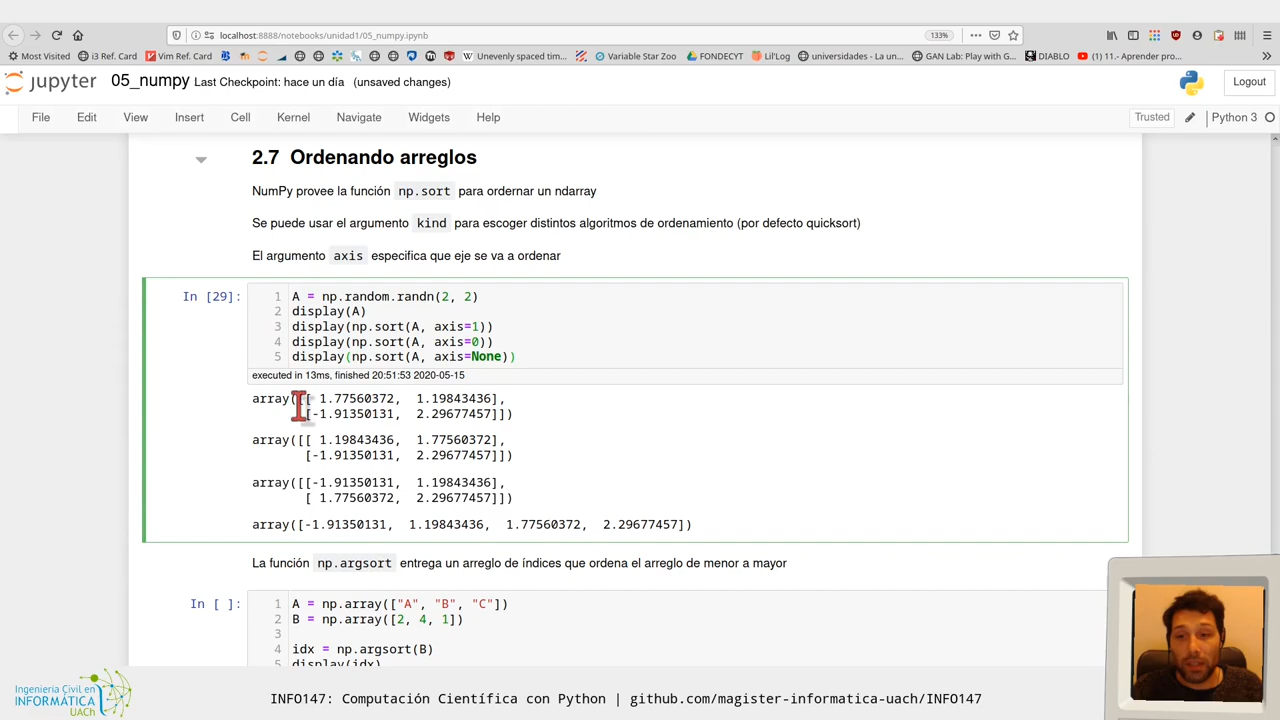 localhost:8888/notebooks/unidad1/05_numpy.ipynb
133%
Most Visited
i3 Ref. Card
Vim Ref. Card
Unevenly spaced tim…
Variable Star Zoo
FONDECYT
Lil'Log
universidades - La un…
GAN Lab: Play with G…
DIABLO
(1) 11.- Aprender pro…
jupyter 05_numpy Last Checkpoint: hace un día (unsaved changes)
Logout
File Edit View Insert Cell Kernel Navigate Widgets Help
Trusted
Python 3
2.7 Ordenando arreglos
NumPy provee la función np.sort para ordernar un ndarray
Se puede usar el argumento kind para escoger distintos algoritmos de ordenamiento (por defecto quicksort)
El argumento axis especifica que eje se va a ordenar
In [29]:
1 A = np.random.randn(2, 2)
2 display(A)
3 display(np.sort(A, axis=1))
4 display(np.sort(A, axis=0))
5 display(np.sort(A, axis=None))
executed in 13ms, finished 20:51:53 2020-05-15
array([[ 1.77560372, 1.19843436],
[-1.91350131, 2.29677457]])
array([[ 1.19843436, 1.77560372],
[-1.91350131, 2.29677457]])
array([[-1.91350131, 1.19843436],
[ 1.77560372, 2.29677457]])
array([-1.91350131, 1.19843436, 1.77560372, 2.29677457])
La función np.argsort entrega un arreglo de índices que ordena el arreglo de menor a mayor
In [ ]:
1 A = np.array(["A", "B", "C"])
2 B = np.array([2, 4, 1])
3
4 idx = np.argsort(B)
5 display(idx)
Ingeniería Civil en
INFORMÁTICA
UACh
INFO147: Computación Científica con Python | github.com/magister-informatica-uach/INFO147